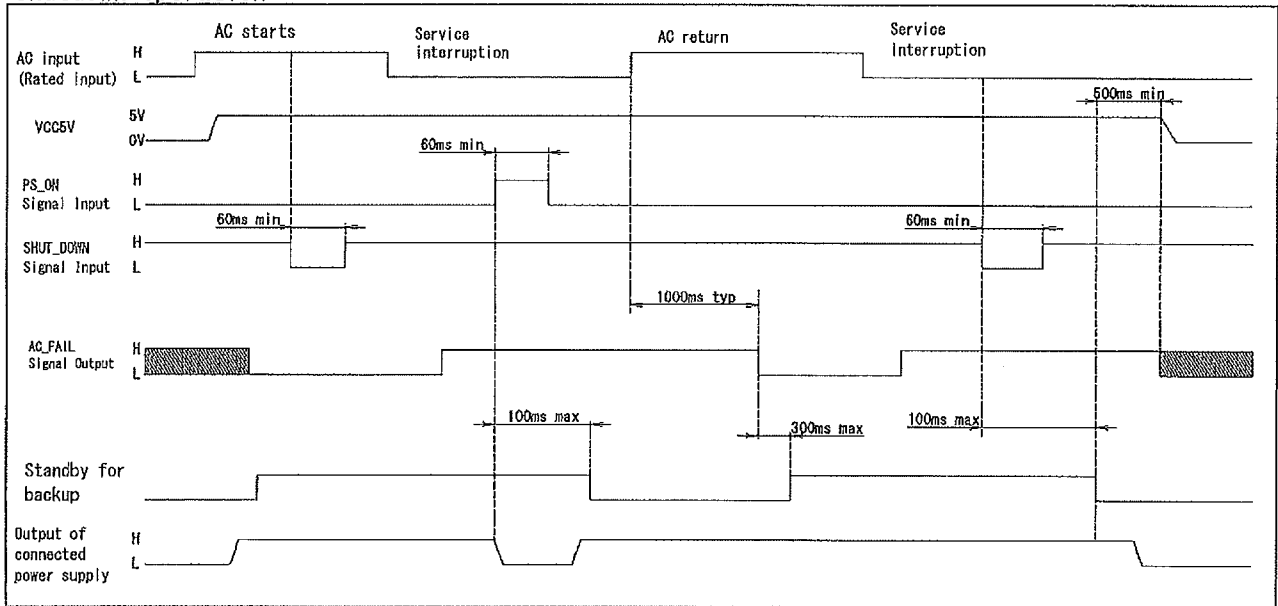 AC starts
Service
interruption
AC return
Service
interruption
AC input
(Rated input)
H
L
500ms min
VCC5V
5V
0V
60ms min
PS_ON
Signal Input
H
L
60ms min
60ms min
SHUT_DOWN
Signal Input
H
L
1000ms typ
AC_FAIL
Signal Output
H
L
100ms max
300ms max
100ms max
Standby for
backup
Output of
connected
power supply
H
L